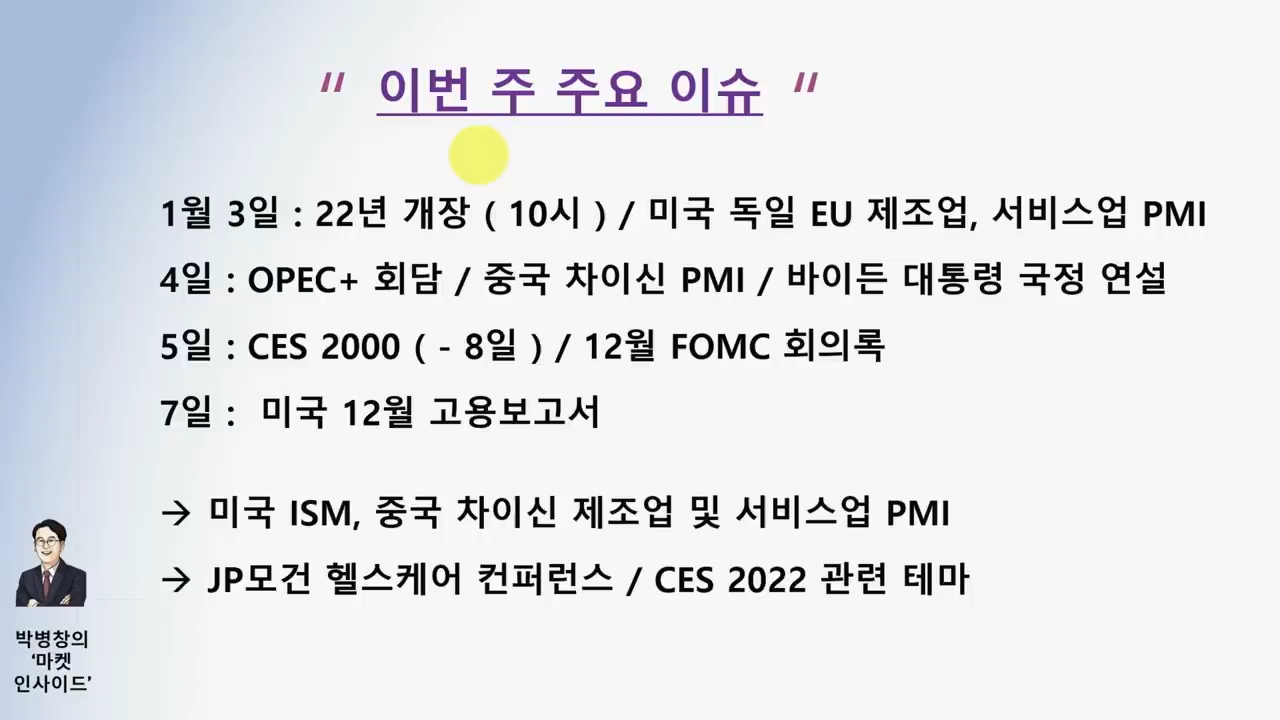 “ 이번 주 주요 이슈 “
1월 3일 : 22년 개장 ( 10시 ) / 미국 독일 EU 제조업, 서비스업 PMI
4일 : OPEC+ 회담 / 중국 차이신 PMI / 바이든 대통령 국정 연설
5일 : CES 2000 ( - 8일 ) / 12월 FOMC 회의록
7일 : 미국 12월 고용보고서
→ 미국 ISM, 중국 차이신 제조업 및 서비스업 PMI
→ JP모건 헬스케어 컨퍼런스 / CES 2022 관련 테마
박병창의
‘마켓
인사이드’